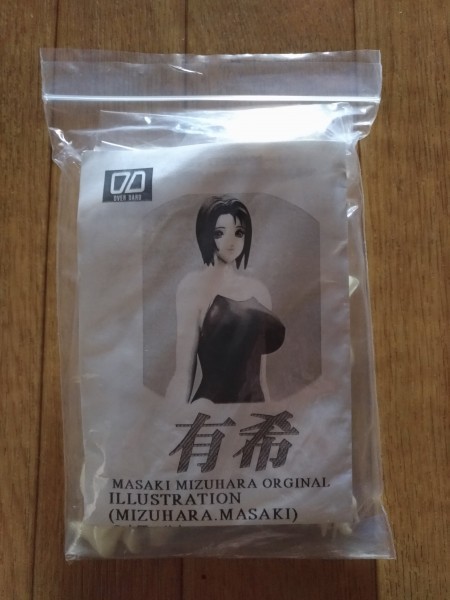 OVER DARD
有希
MASAKI MIZUHARA ORGINAL
ILLUSTRATION
(MIZUHARA.MASAKI)